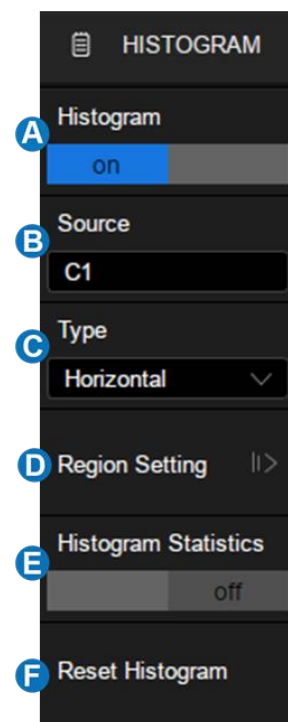 HISTOGRAM
A
Histogram
on
B
Source
C1
C
Type
Horizontal
D
Region Setting
E
Histogram Statistics
off
F
Reset Histogram